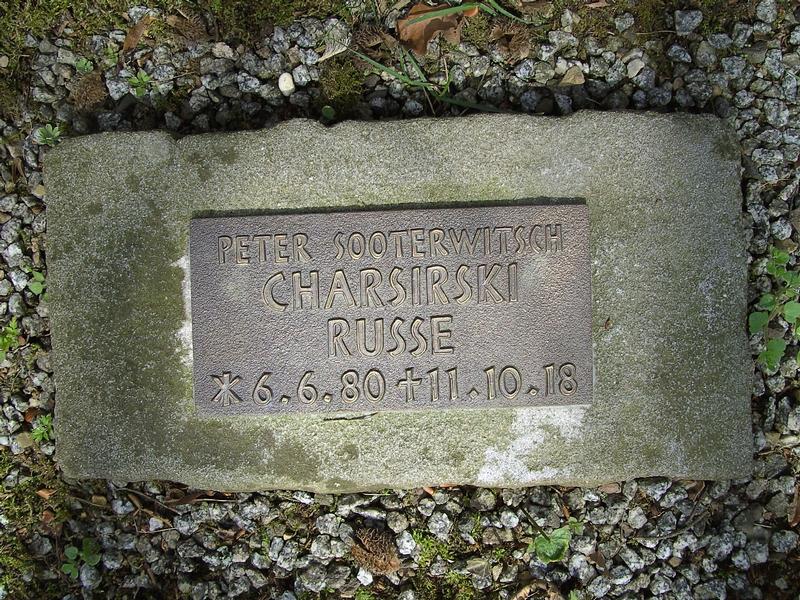 PETER SOOTERWITSCH
CHARSIRSKI
RUSSE
* 6.6.80 † 11.10.18